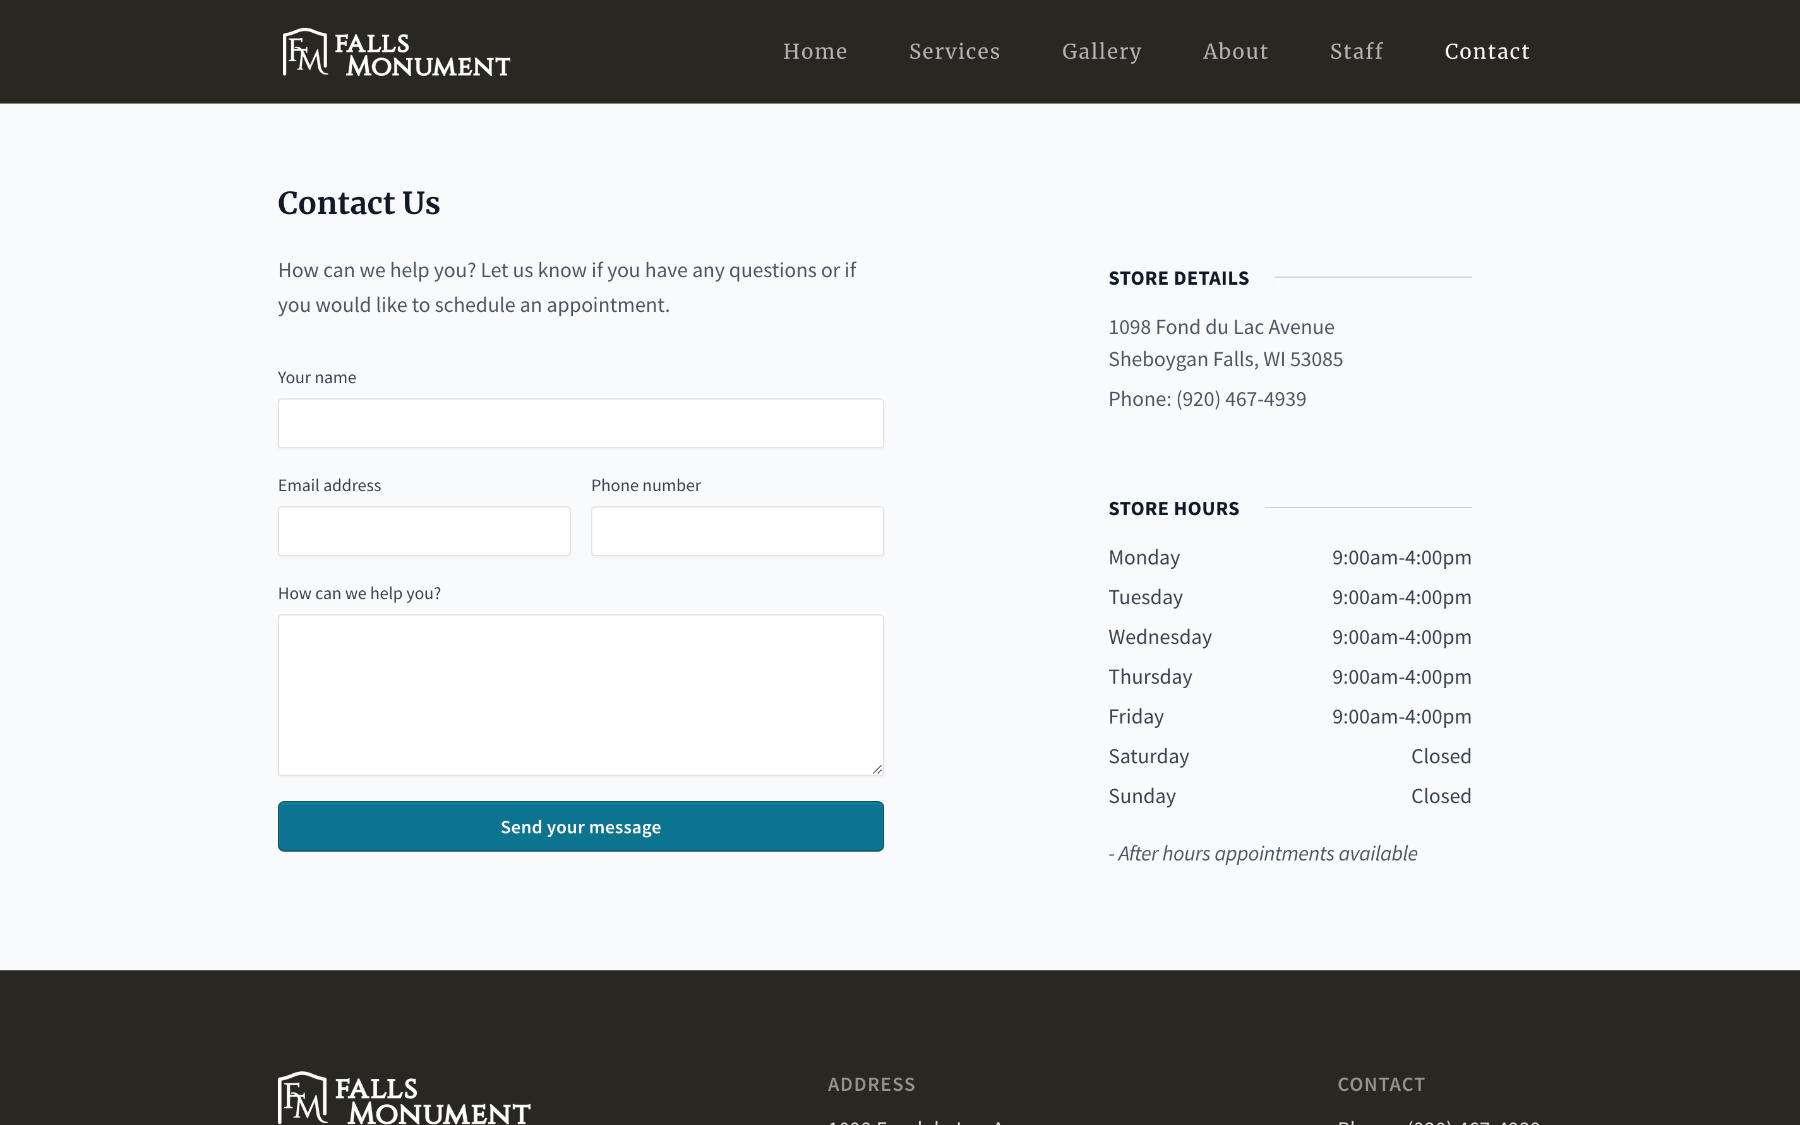 FM FALLS MONUMENT
Home Services Gallery About Staff Contact
Contact Us
How can we help you? Let us know if you have any questions or if
you would like to schedule an appointment.
Your name
Email address
Phone number
How can we help you?
Send your message
STORE DETAILS
1098 Fond du Lac Avenue
Sheboygan Falls, WI 53085
Phone: (920) 467-4939
STORE HOURS
Monday 9:00am-4:00pm
Tuesday 9:00am-4:00pm
Wednesday 9:00am-4:00pm
Thursday 9:00am-4:00pm
Friday 9:00am-4:00pm
Saturday Closed
Sunday Closed
- After hours appointments available
FM FALLS MONUMENT
ADDRESS
CONTACT